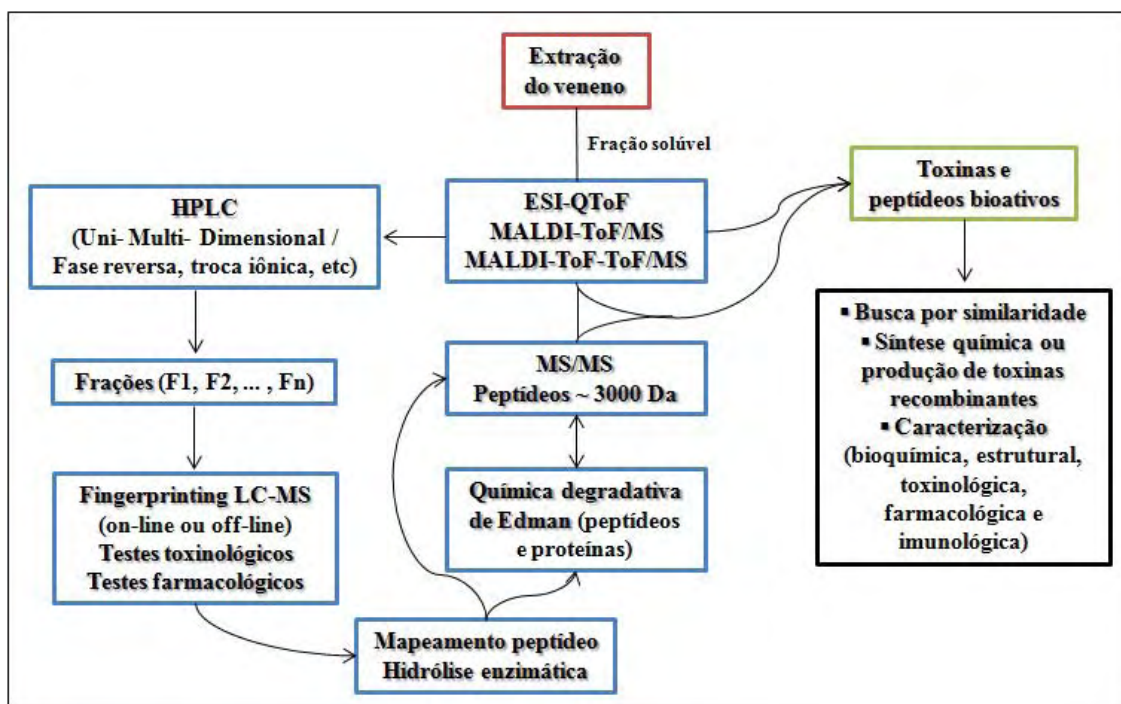 Extração
do veneno
Fração solúvel
ESI-QToF
MALDI-ToF/MS
MALDI-ToF-ToF/MS
HPLC
(Uni- Multi- Dimensional /
Fase reversa, troca iônica, etc)
Frações (F1, F2, ... , Fn)
Fingerprinting LC-MS
(on-line ou off-line)
Testes toxinológicos
Testes farmacológicos
Mapeamento peptídeo
Hidrólise enzimática
MS/MS
Peptídeos ~ 3000 Da
Química degradativa
de Edman (peptídeos
e proteínas)
Toxinas e
peptídeos bioativos
▪ Busca por similaridade
▪ Síntese química ou
produção de toxinas
recombinantes
▪ Caracterização
(bioquímica, estrutural,
toxinológica,
farmacológica e
imunológica)